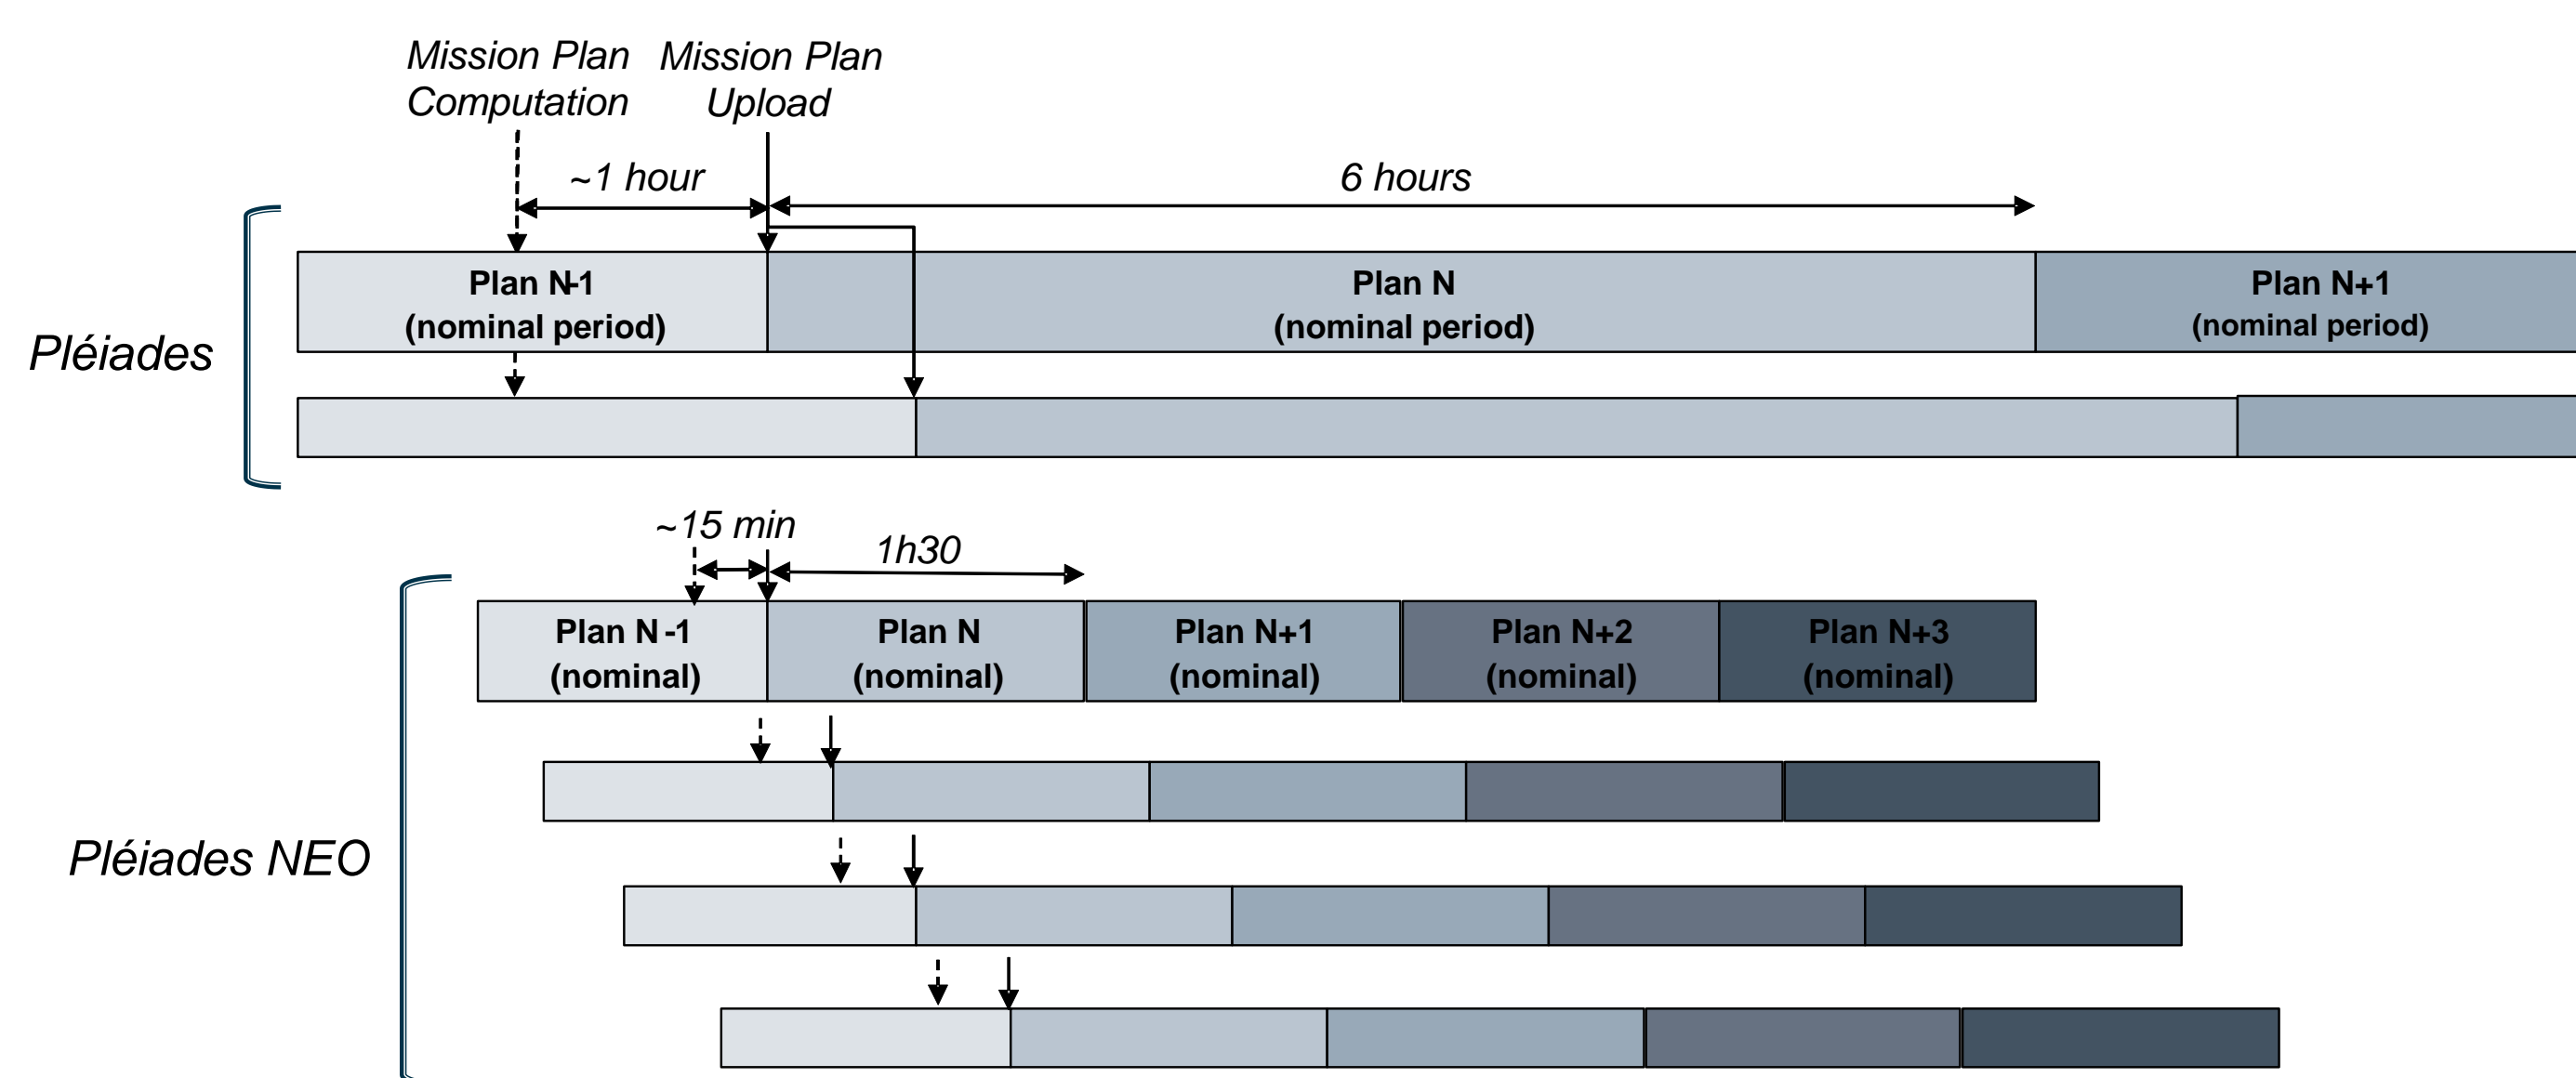 Mission Plan
Computation
Mission Plan
Upload
~1 hour
6 hours
Plan N-1
(nominal period)
Plan N
(nominal period)
Plan N+1
(nominal period)
Pléiades
~15 min
1h30
Plan N-1
(nominal)
Plan N
(nominal)
Plan N+1
(nominal)
Plan N+2
(nominal)
Plan N+3
(nominal)
Pléiades NEO